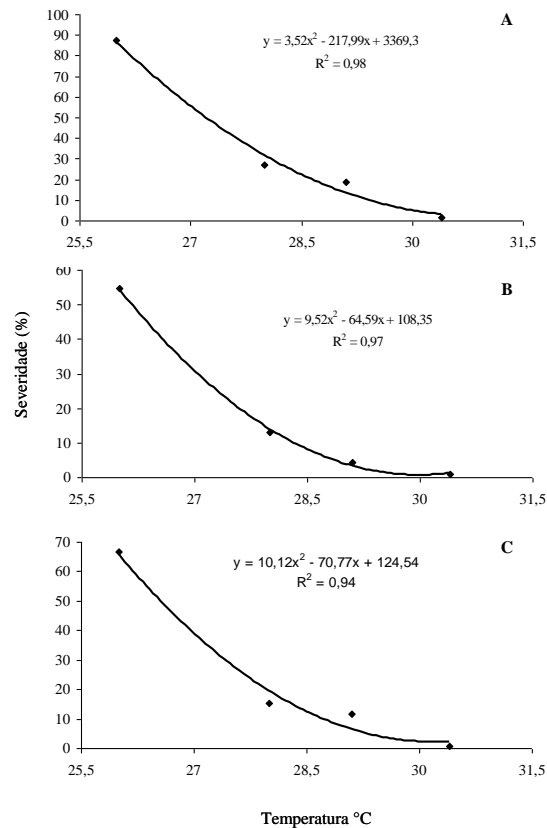 A
100
90
80
70
60
50
40
30
20
10
0
y = 3,52x² - 217,99x + 3369,3
R² = 0,98
25,5 27 28,5 30 31,5
B
60
50
40
30
20
10
0
y = 9,52x² - 64,59x + 108,35
R² = 0,97
25,5 27 28,5 30 31,5
Severidade (%)
C
70
60
50
40
30
20
10
0
y = 10,12x² - 70,77x + 124,54
R² = 0,94
25,5 27 28,5 30 31,5
Temperatura °C